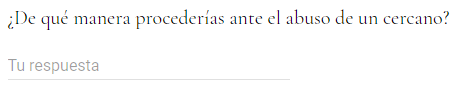 ¿De qué manera procederías ante el abuso de un cercano?
Tu respuesta